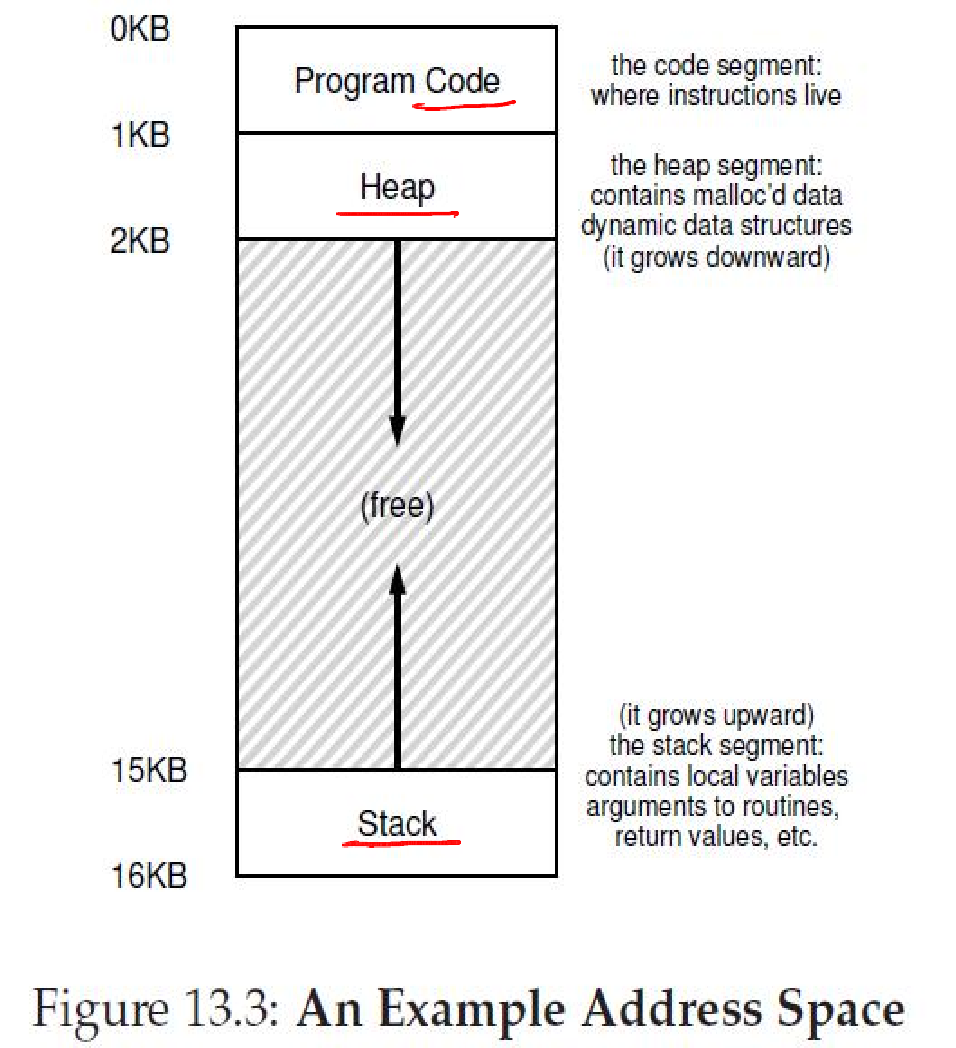 0KB
Program Code
the code segment:
where instructions live
1KB
Heap
the heap segment:
contains malloc'd data
dynamic data structures
(it grows downward)
2KB
(free)
(it grows upward)
the stack segment:
contains local variables
arguments to routines,
return values, etc.
15KB
Stack
16KB
Figure 13.3: An Example Address Space